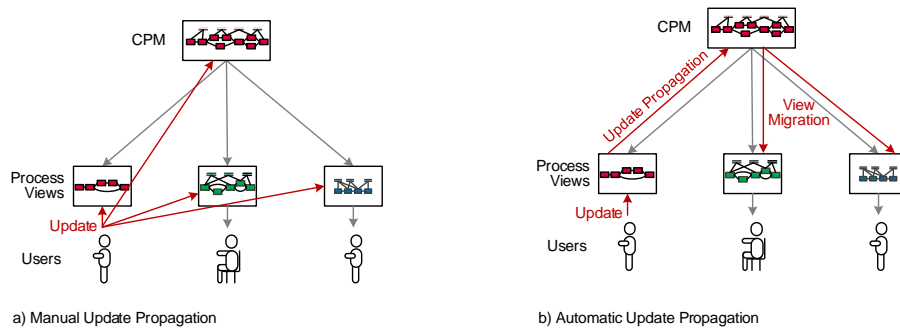 CPM
Process
Views
Update
Users
a) Manual Update Propagation
CPM
Update Propagation
View
Migration
Process
Views
Update
Users
b) Automatic Update Propagation